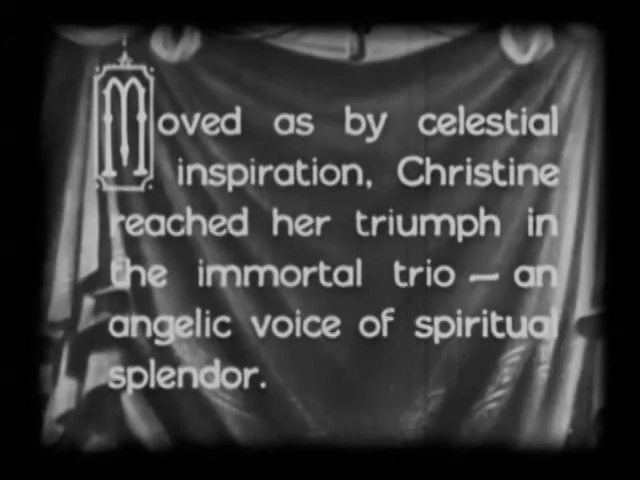 Moved as by celestial
inspiration, Christine
reached her triumph in
the immortal trio — an
angelic voice of spiritual
splendor.